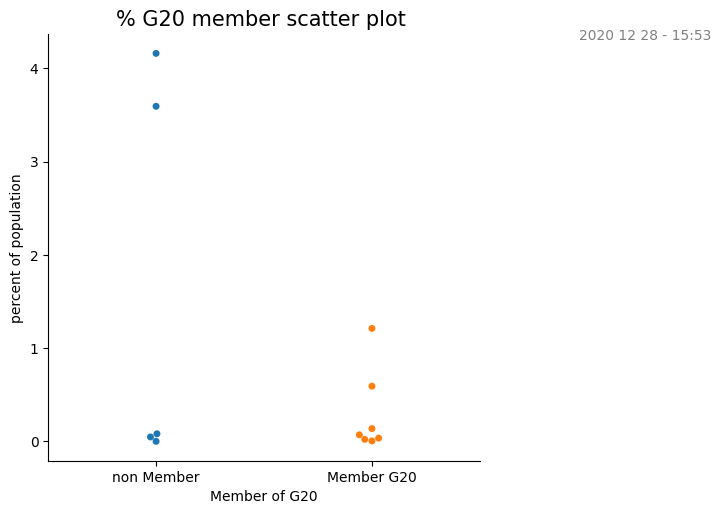 % G20 member scatter plot
2020 12 28 - 15:53
4
3
2
1
0
percent of population
non Member
Member G20
Member of G20